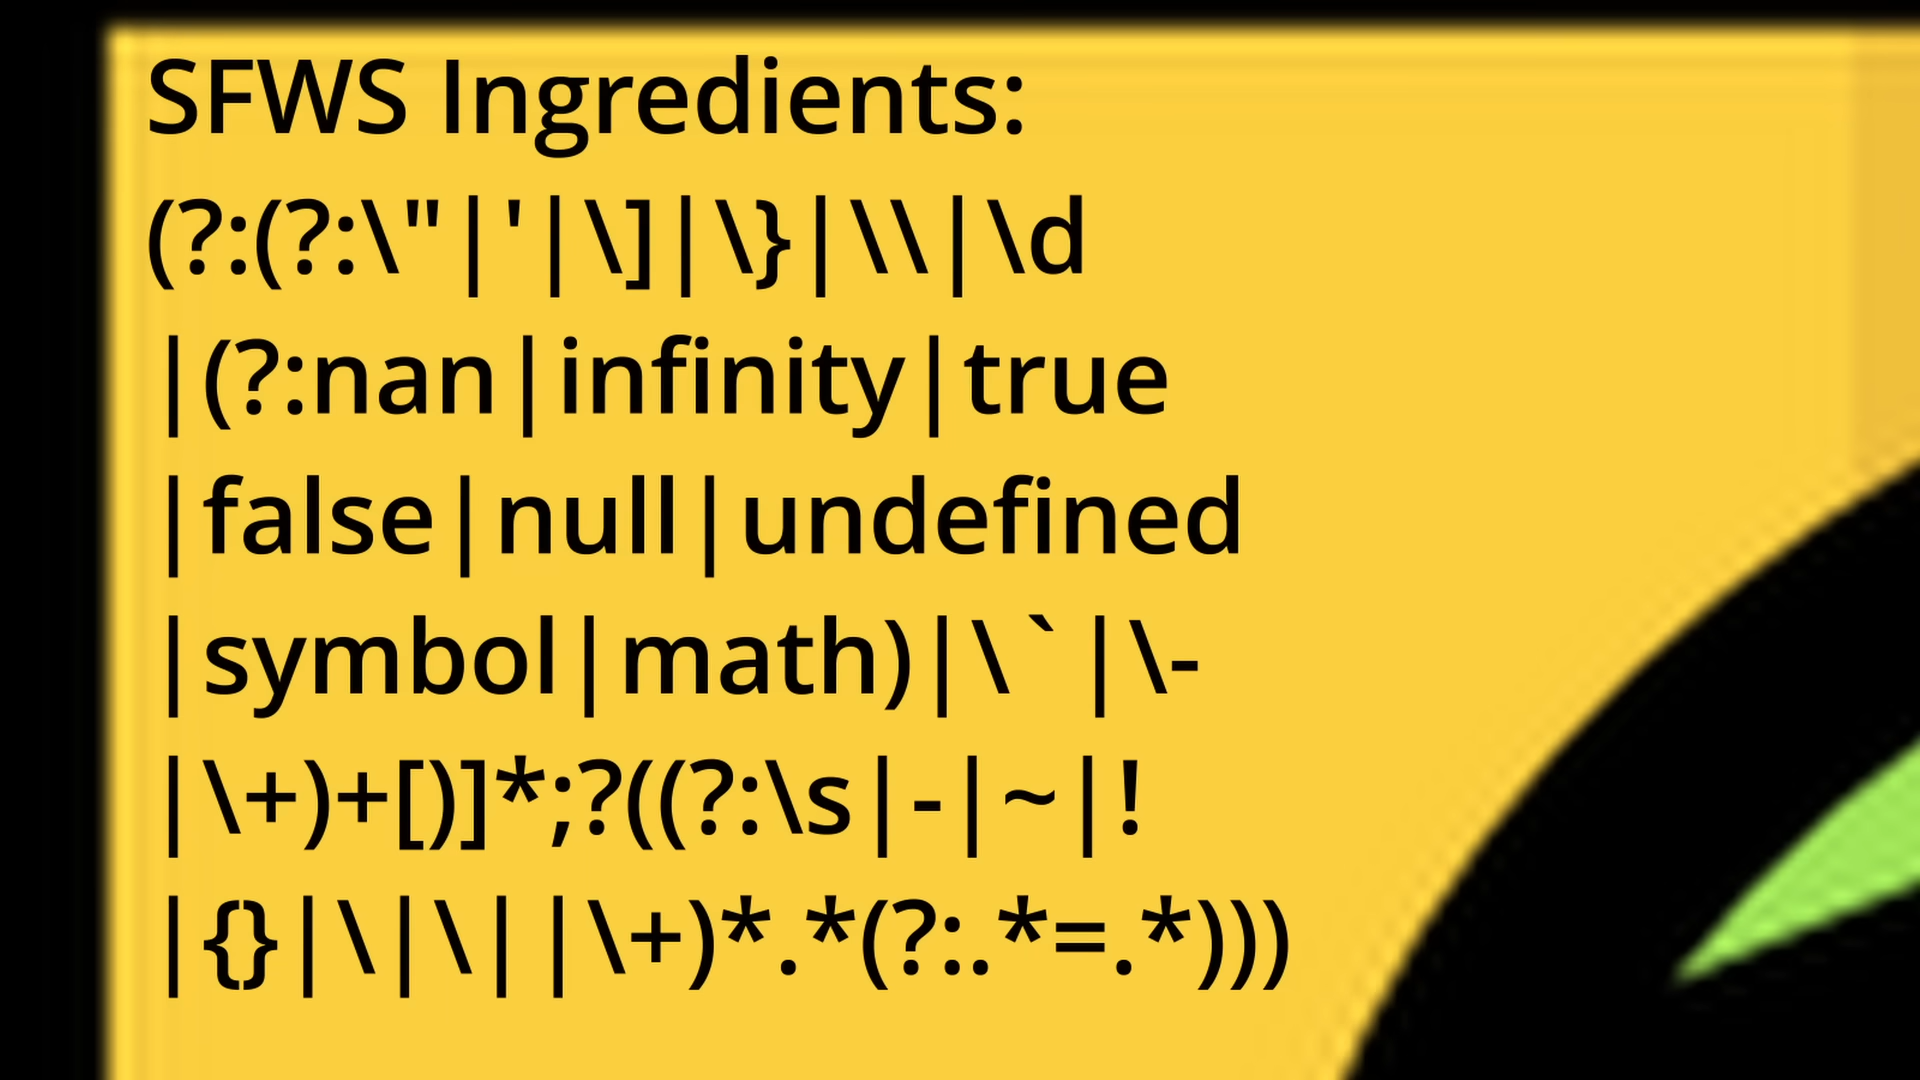 SFWS Ingredients:
(?:(?:\"|'|\]|\}|\\|\d
|(?:nan|infinity|true
|false|null|undefined
|symbol|math)|\`|\-
|\+)+[)]*;?((?:\s|-|~|!
|{}|\|\||\+)*.*(?:.*=.*)))